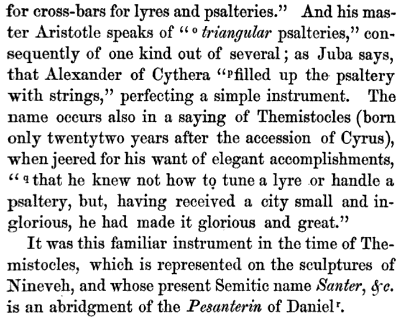 for cross-bars for lyres and psalteries.” And his mas-
ter Aristotle speaks of “° triangular psalteries,” con-
sequently of one kind out of several; as Juba says,
that Alexander of Cythera “ᵖfilled up the psaltery
with strings,” perfecting a simple instrument. The
name occurs also in a saying of Themistocles (born
only twentytwo years after the accession of Cyrus),
when jeered for his want of elegant accomplishments,
“ q that he knew not how to tune a lyre or handle a
psaltery, but, having received a city small and in-
glorious, he had made it glorious and great.”
It was this familiar instrument in the time of The-
mistocles, which is represented on the sculptures of
Nineveh, and whose present Semitic name Santer, &c.
is an abridgment of the Pesanterin of Danielʳ.